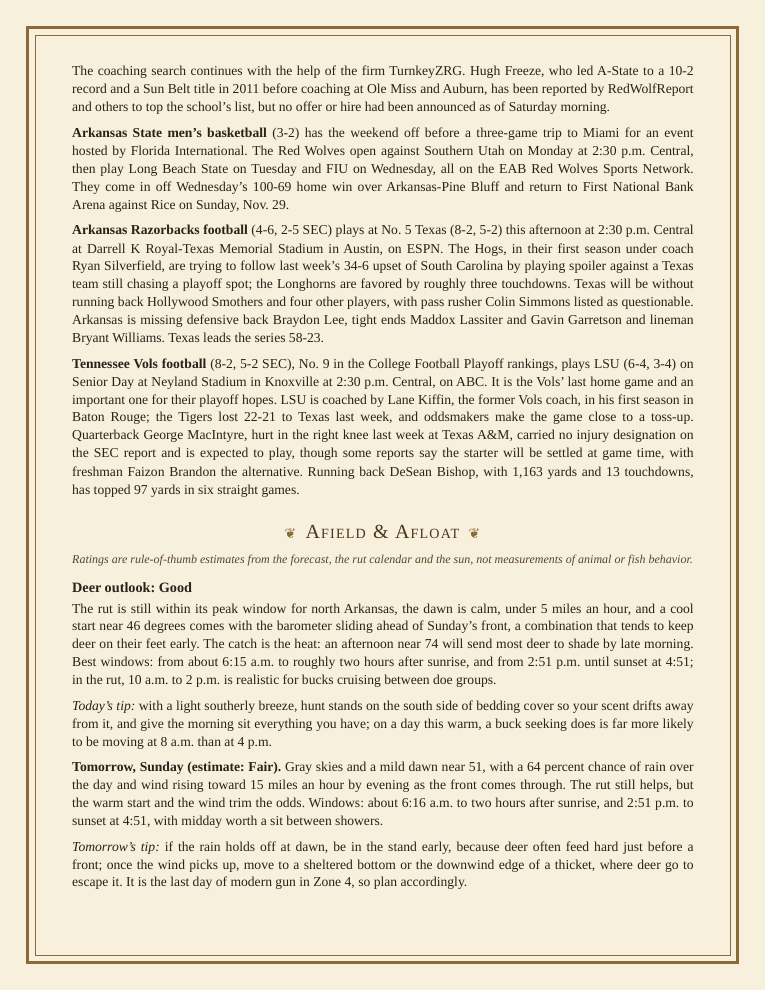 The coaching search continues with the help of the firm TurnkeyZRG. Hugh Freeze, who led A-State to a 10-2
record and a Sun Belt title in 2011 before coaching at Ole Miss and Auburn, has been reported by RedWolfReport
and others to top the school’s list, but no offer or hire had been announced as of Saturday morning.
Arkansas State men’s basketball (3-2) has the weekend off before a three-game trip to Miami for an event
hosted by Florida International. The Red Wolves open against Southern Utah on Monday at 2:30 p.m. Central,
then play Long Beach State on Tuesday and FIU on Wednesday, all on the EAB Red Wolves Sports Network.
They come in off Wednesday’s 100-69 home win over Arkansas-Pine Bluff and return to First National Bank
Arena against Rice on Sunday, Nov. 29.
Arkansas Razorbacks football (4-6, 2-5 SEC) plays at No. 5 Texas (8-2, 5-2) this afternoon at 2:30 p.m. Central
at Darrell K Royal-Texas Memorial Stadium in Austin, on ESPN. The Hogs, in their first season under coach
Ryan Silverfield, are trying to follow last week’s 34-6 upset of South Carolina by playing spoiler against a Texas
team still chasing a playoff spot; the Longhorns are favored by roughly three touchdowns. Texas will be without
running back Hollywood Smothers and four other players, with pass rusher Colin Simmons listed as questionable.
Arkansas is missing defensive back Braydon Lee, tight ends Maddox Lassiter and Gavin Garretson and lineman
Bryant Williams. Texas leads the series 58-23.
Tennessee Vols football (8-2, 5-2 SEC), No. 9 in the College Football Playoff rankings, plays LSU (6-4, 3-4) on
Senior Day at Neyland Stadium in Knoxville at 2:30 p.m. Central, on ABC. It is the Vols’ last home game and an
important one for their playoff hopes. LSU is coached by Lane Kiffin, the former Vols coach, in his first season in
Baton Rouge; the Tigers lost 22-21 to Texas last week, and oddsmakers make the game close to a toss-up.
Quarterback George MacIntyre, hurt in the right knee last week at Texas A&M, carried no injury designation on
the SEC report and is expected to play, though some reports say the starter will be settled at game time, with
freshman Faizon Brandon the alternative. Running back DeSean Bishop, with 1,163 yards and 13 touchdowns,
has topped 97 yards in six straight games.
❦ Afield & Afloat ❦
Ratings are rule-of-thumb estimates from the forecast, the rut calendar and the sun, not measurements of animal or fish behavior.
Deer outlook: Good
The rut is still within its peak window for north Arkansas, the dawn is calm, under 5 miles an hour, and a cool
start near 46 degrees comes with the barometer sliding ahead of Sunday’s front, a combination that tends to keep
deer on their feet early. The catch is the heat: an afternoon near 74 will send most deer to shade by late morning.
Best windows: from about 6:15 a.m. to roughly two hours after sunrise, and from 2:51 p.m. until sunset at 4:51;
in the rut, 10 a.m. to 2 p.m. is realistic for bucks cruising between doe groups.
Today’s tip: with a light southerly breeze, hunt stands on the south side of bedding cover so your scent drifts away
from it, and give the morning sit everything you have; on a day this warm, a buck seeking does is far more likely
to be moving at 8 a.m. than at 4 p.m.
Tomorrow, Sunday (estimate: Fair). Gray skies and a mild dawn near 51, with a 64 percent chance of rain over
the day and wind rising toward 15 miles an hour by evening as the front comes through. The rut still helps, but
the warm start and the wind trim the odds. Windows: about 6:16 a.m. to two hours after sunrise, and 2:51 p.m. to
sunset at 4:51, with midday worth a sit between showers.
Tomorrow’s tip: if the rain holds off at dawn, be in the stand early, because deer often feed hard just before a
front; once the wind picks up, move to a sheltered bottom or the downwind edge of a thicket, where deer go to
escape it. It is the last day of modern gun in Zone 4, so plan accordingly.